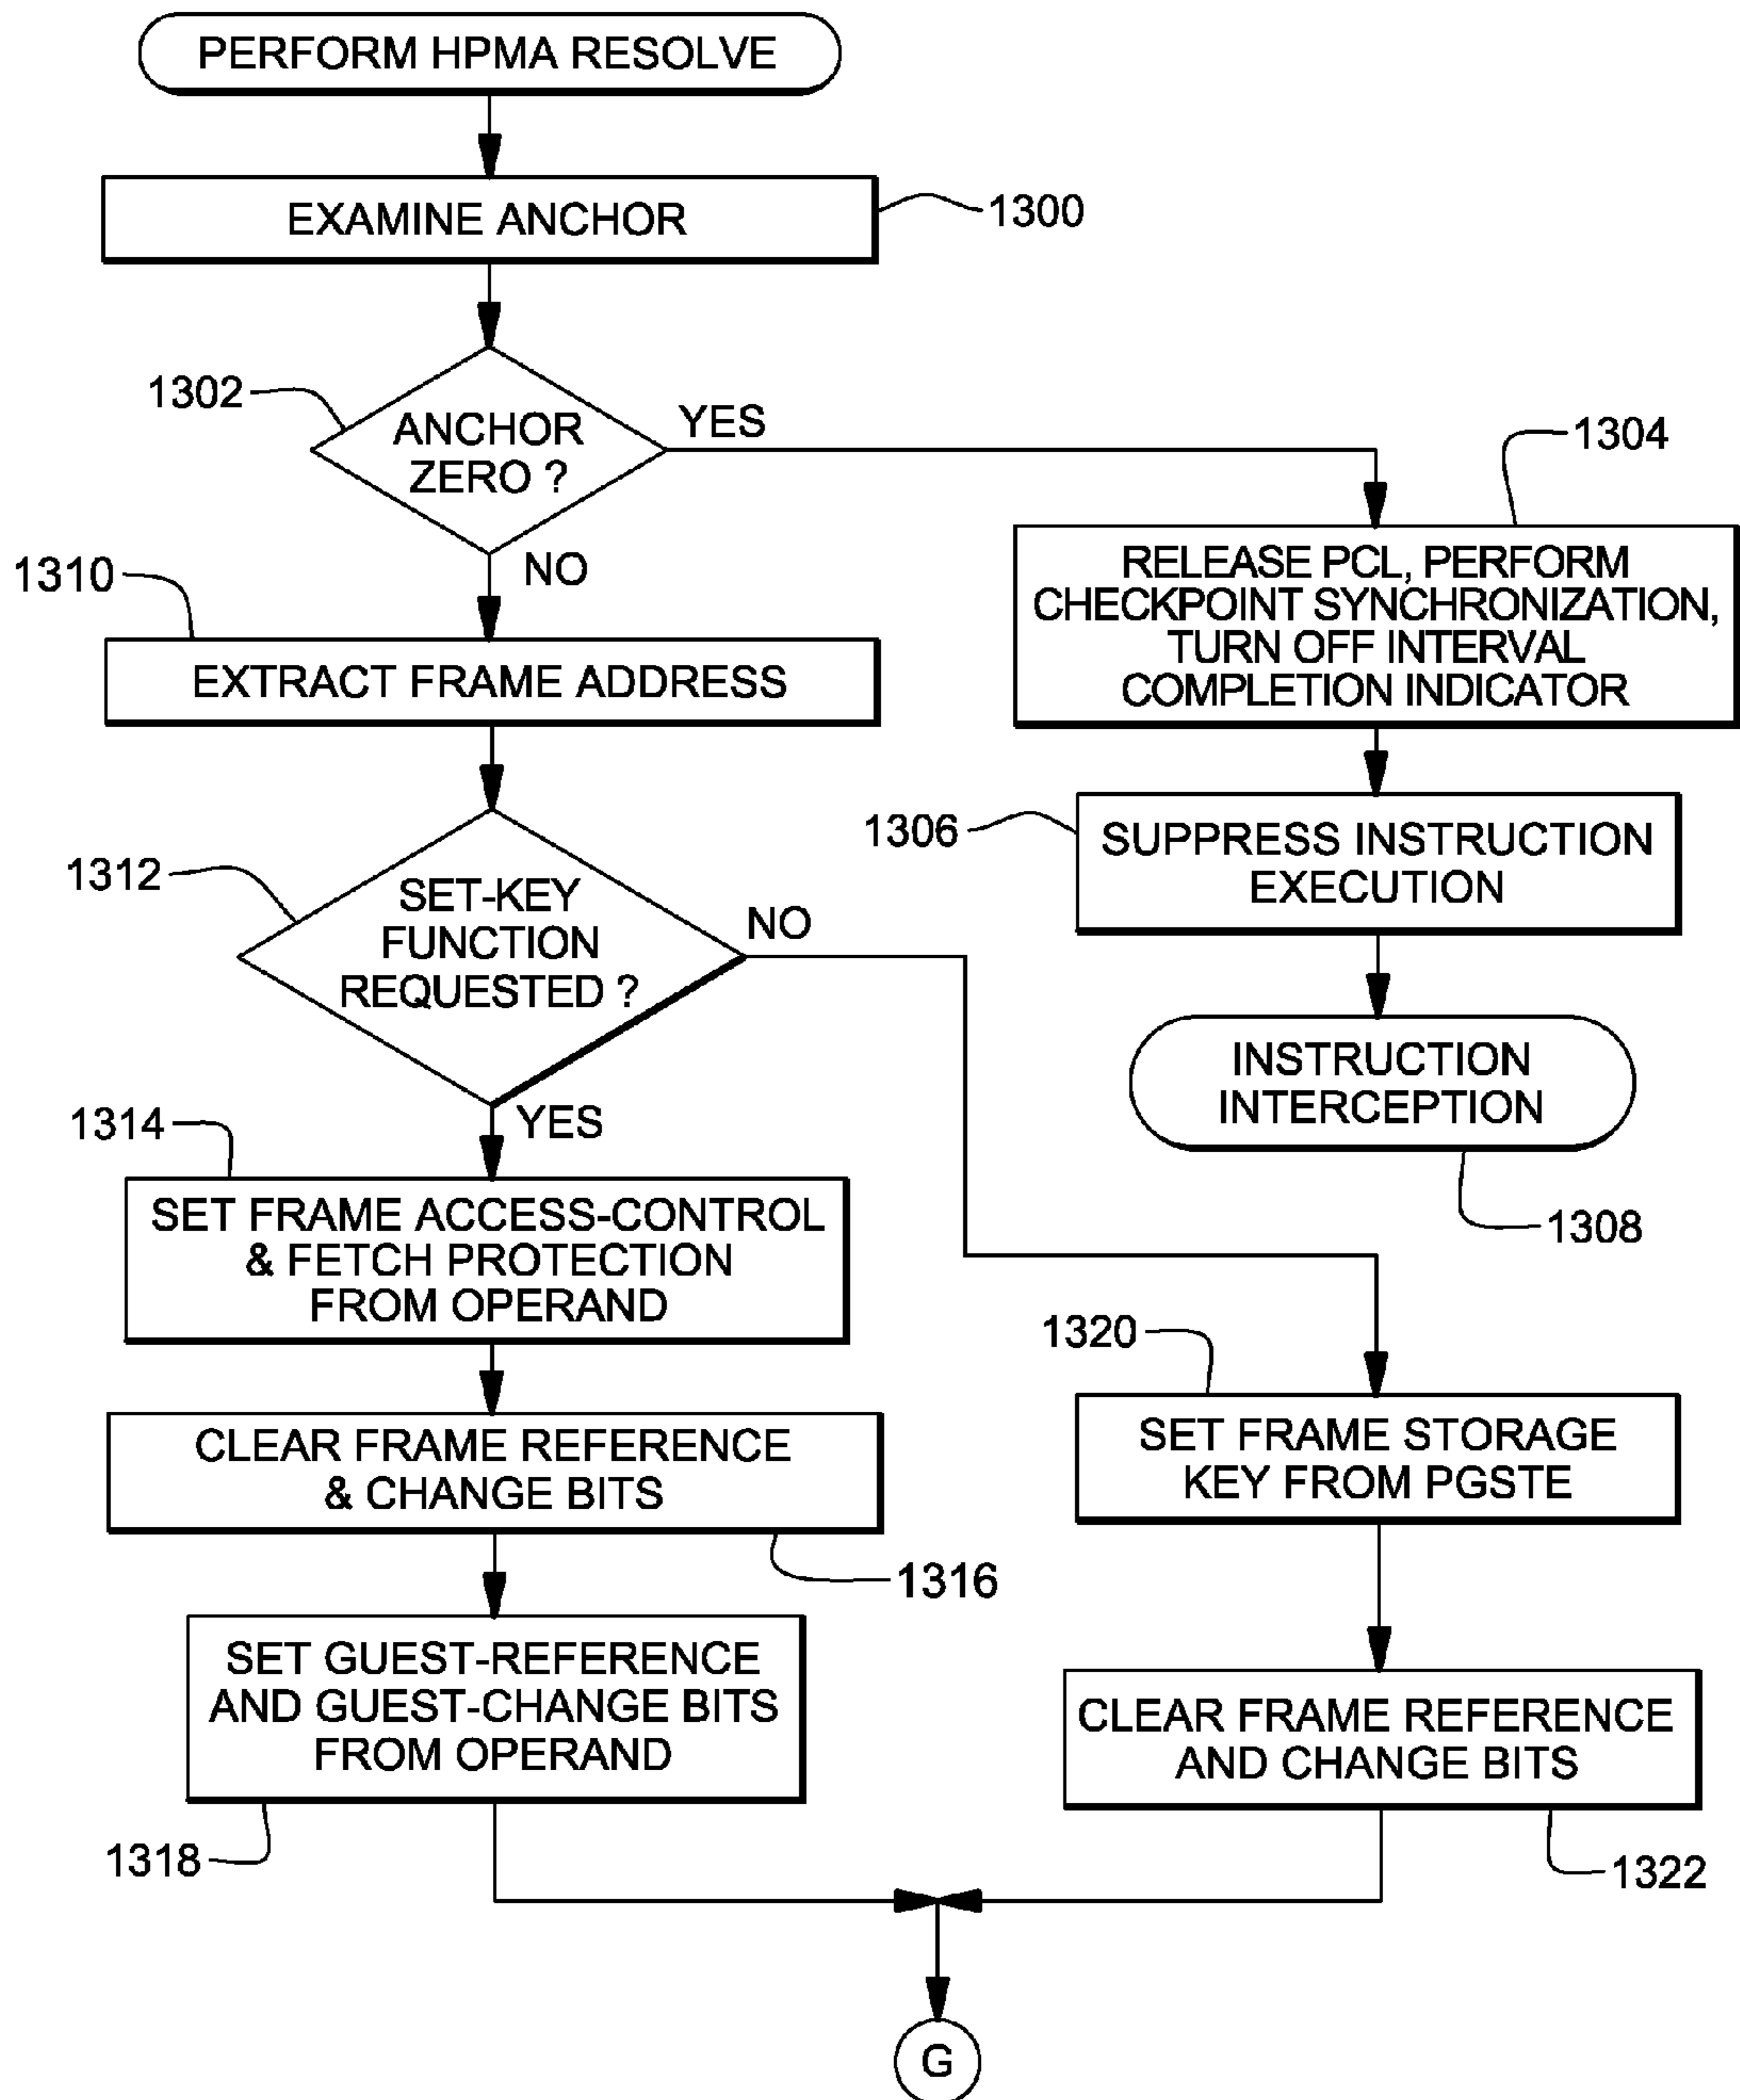 PERFORM HPMA RESOLVE
EXAMINE ANCHOR
1300
1302
ANCHOR
ZERO ?
YES
NO
1304
RELEASE PCL, PERFORM
CHECKPOINT SYNCHRONIZATION,
TURN OFF INTERVAL
COMPLETION INDICATOR
1306
SUPPRESS INSTRUCTION
EXECUTION
INSTRUCTION
INTERCEPTION
1308
1310
EXTRACT FRAME ADDRESS
1312
SET-KEY
FUNCTION
REQUESTED ?
NO
YES
1314
SET FRAME ACCESS-CONTROL
& FETCH PROTECTION
FROM OPERAND
CLEAR FRAME REFERENCE
& CHANGE BITS
1316
SET GUEST-REFERENCE
AND GUEST-CHANGE BITS
FROM OPERAND
1318
1320
SET FRAME STORAGE
KEY FROM PGSTE
CLEAR FRAME REFERENCE
AND CHANGE BITS
1322
G